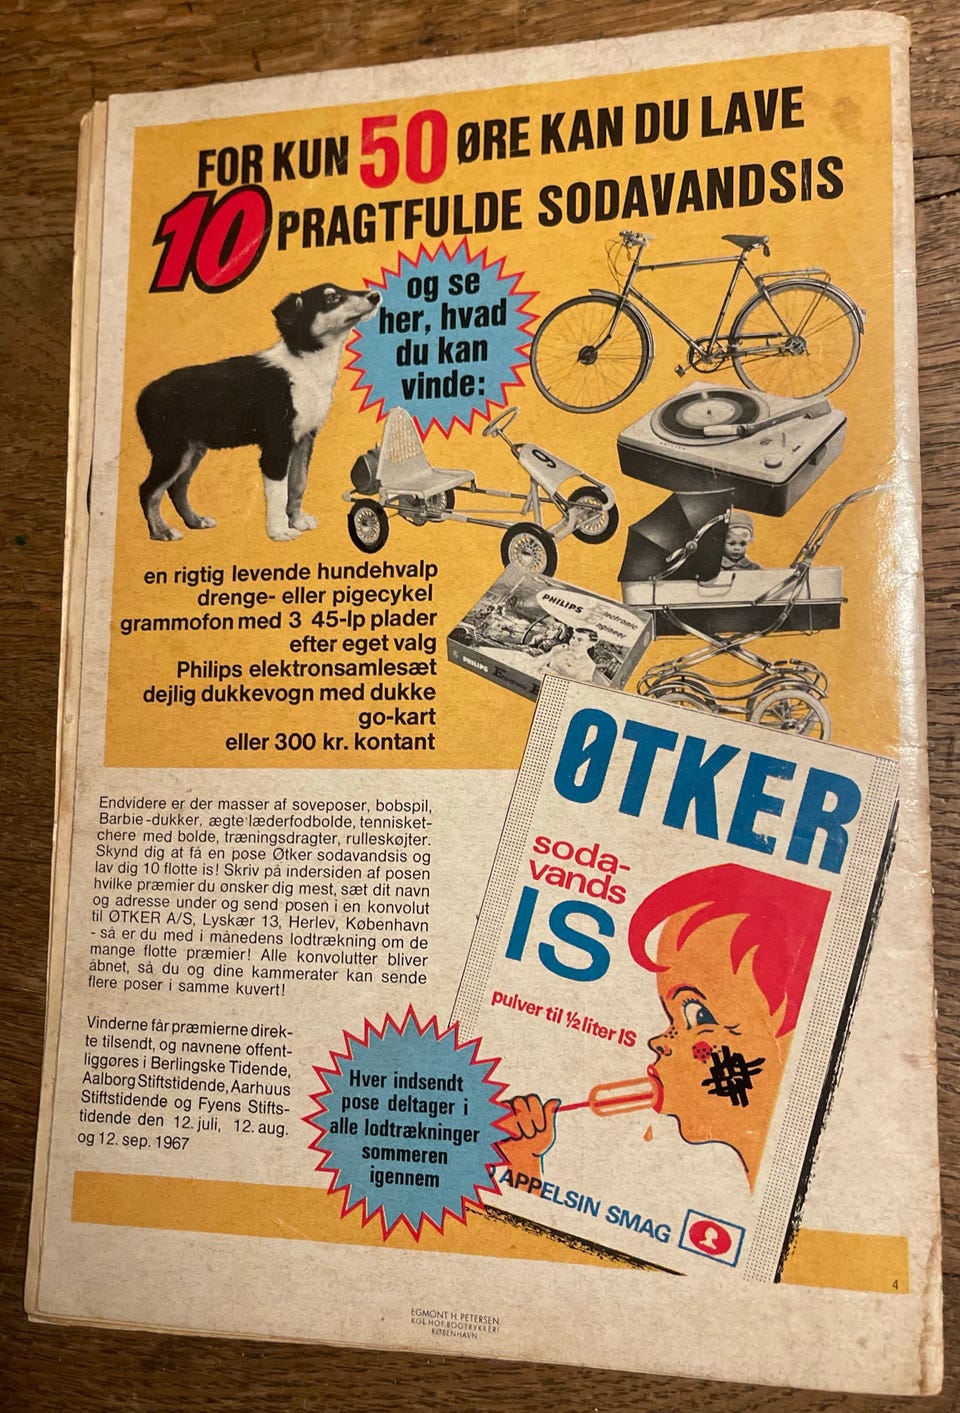 FOR KUN 50 ØRE KAN DU LAVE
10 PRAGTFULDE SODAVANDSIS
og se
her, hvad
du kan
vinde:
9
en rigtig levende hundehvalp
drenge- eller pigecykel
grammofon med 3 45-lp plader
efter eget valg
Philips elektronsamlesæt
dejlig dukkevogn med dukke
go-kart
eller 300 kr. kontant
PHILIPS
Electronic
Engineer
PHILIPS
Endvidere er der masser af soveposer, bobspil,
Barbie-dukker, ægte læderfodbolde, tennisket-
chere med bolde, træningsdragter, rulleskøjter.
Skynd dig at få en pose Øtker sodavandsis og
lav dig 10 flotte is! Skriv på indersiden af posen
hvilke præmier du ønsker dig mest, sæt dit navn
og adresse under og send posen i en konvolut
til ØTKER A/S, Lyskær 13, Herlev, København
- så er du med i månedens lodtrækning om de
mange flotte præmier! Alle konvolutter bliver
åbnet, så du og dine kammerater kan sende
flere poser i samme kuvert!
Vinderne får præmierne direk-
te tilsendt, og navnene offent-
liggøres i Berlingske Tidende,
Aalborg Stiftstidende, Aarhuus
Stiftstidende og Fyens Stifts-
tidende den 12. juli, 12. aug.
og 12. sep. 1967
Hver indsendt
pose deltager i
alle lodtrækninger
sommeren
igennem
ØTKER
soda-
vands
IS
pulver til ½ liter IS
APPELSIN SMAG
4
EGMONT H. PETERSEN
KGL. HOF-BOGTRYKKERI
KØBENHAVN